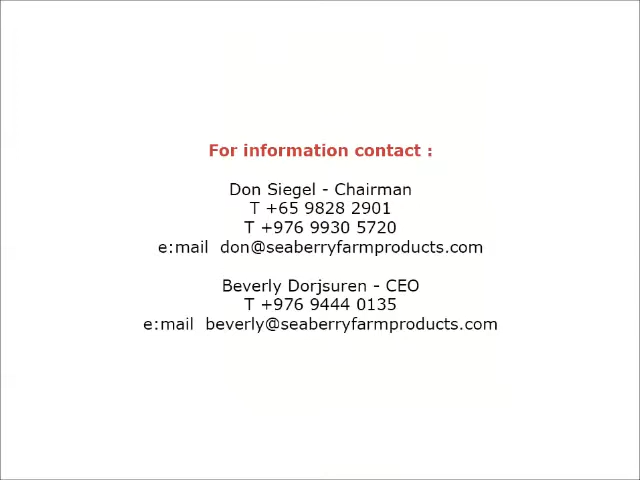 For information contact :
Don Siegel - Chairman
T +65 9828 2901
T +976 9930 5720
e:mail  don@seaberryfarmproducts.com
Beverly Dorjsuren - CEO
T +976 9444 0135
e:mail  beverly@seaberryfarmproducts.com